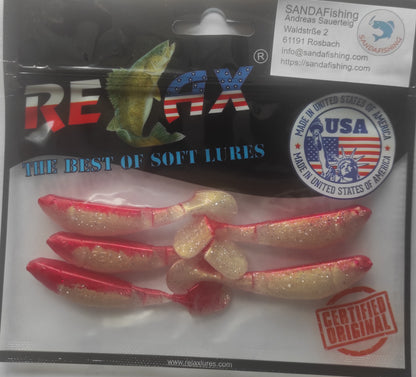 SANDAFishing
Andreas Sauerteig
Waldstrße 2
61191 Rosbach
info@sandafishing.com
https://sandafishing.com
SANDAFISHING
RELAX®
THE BEST OF SOFT LURES
MADE IN UNITED STATES OF AMERICA
USA
MADE IN UNITED STATES OF AMERICA
CERTIFIED
ORIGINAL
www.relaxlures.com